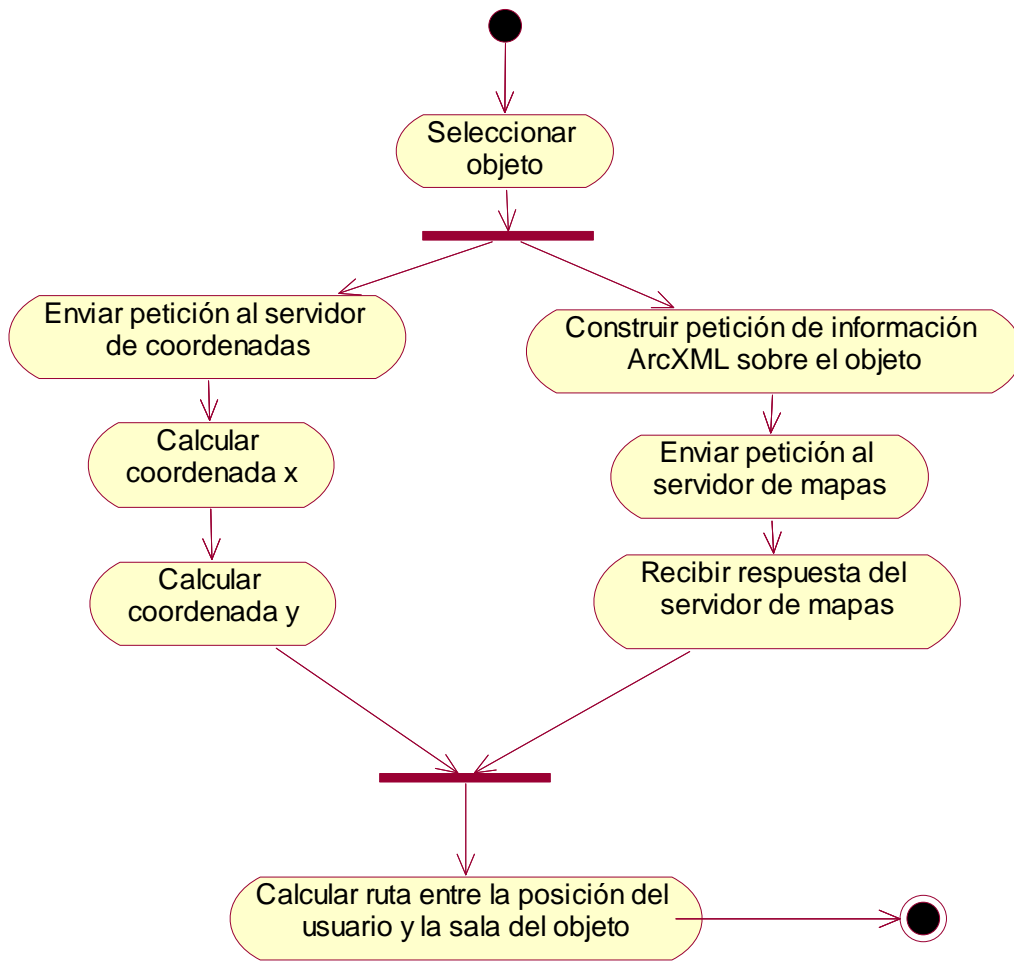 Seleccionar
objeto
Enviar petición al servidor
de coordenadas
Construir petición de información
ArcXML sobre el objeto
Calcular
coordenada x
Enviar petición al
servidor de mapas
Calcular
coordenada y
Recibir respuesta del
servidor de mapas
Calcular ruta entre la posición del
usuario y la sala del objeto